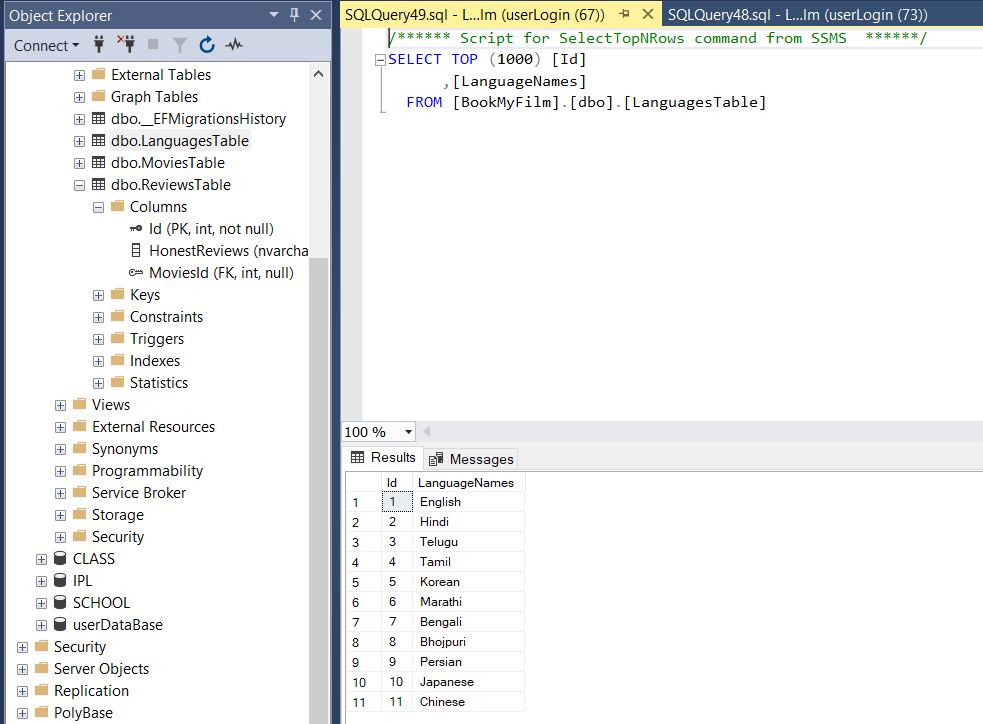 Object Explorer
Connect
External Tables
Graph Tables
dbo.__EFMigrationsHistory
dbo.LanguagesTable
dbo.MoviesTable
dbo.ReviewsTable
Columns
Id (PK, int, not null)
HonestReviews (nvarcha
MoviesId (FK, int, null)
Keys
Constraints
Triggers
Indexes
Statistics
Views
External Resources
Synonyms
Programmability
Service Broker
Storage
Security
CLASS
IPL
SCHOOL
userDataBase
Security
Server Objects
Replication
PolyBase
SQLQuery49.sql - L...lm (userLogin (67))
SQLQuery48.sql - L...lm (userLogin (73))
/****** Script for SelectTopNRows command from SSMS  ******/
SELECT TOP (1000) [Id]
,[LanguageNames]
FROM [BookMyFilm].[dbo].[LanguagesTable]
100 %
Results Messages
Id LanguageNames
1 1 English
2 2 Hindi
3 3 Telugu
4 4 Tamil
5 5 Korean
6 6 Marathi
7 7 Bengali
8 8 Bhojpuri
9 9 Persian
10 10 Japanese
11 11 Chinese